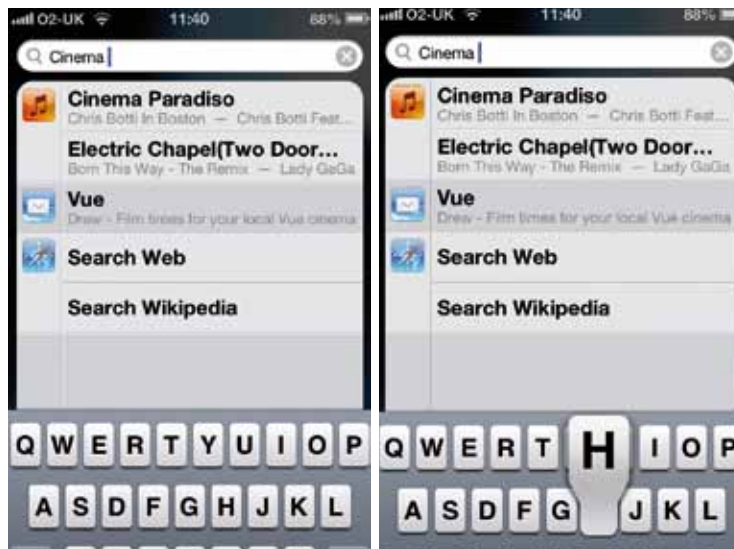 O2-UK 11:40 88%
Cinema
Cinema Paradiso
Chris Botti In Boston — Chris Botti Feat...
Electric Chapel(Two Door...
Born This Way - The Remix — Lady GaGa
Vue
Drew - Film times for your local Vue cinema
Search Web
Search Wikipedia
Q W E R T Y U I O P
A S D F G H J K L
O2-UK 11:40 88%
Cinema
Cinema Paradiso
Chris Botti In Boston — Chris Botti Feat...
Electric Chapel(Two Door...
Born This Way - The Remix — Lady GaGa
Vue
Drew - Film times for your local Vue cinema
Search Web
Search Wikipedia
Q W E R T H I O P
A S D F G J K L